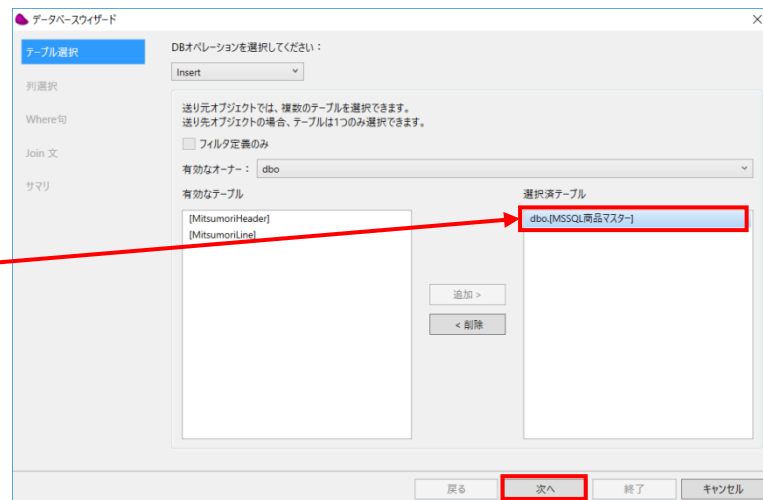 データベースウィザード
テーブル選択
列選択
Where句
Join 文
サマリ
DBオペレーションを選択してください：
Insert
送り元オブジェクトでは、複数のテーブルを選択できます。
送り先オブジェクトの場合、テーブルは1つのみ選択できます。
フィルタ定義のみ
有効なオーナー： dbo
有効なテーブル
[MitsumoriHeader]
[MitsumoriLine]
追加 >
< 削除
選択済テーブル
dbo.[MSSQL商品マスター]
戻る 次へ 終了 キャンセル